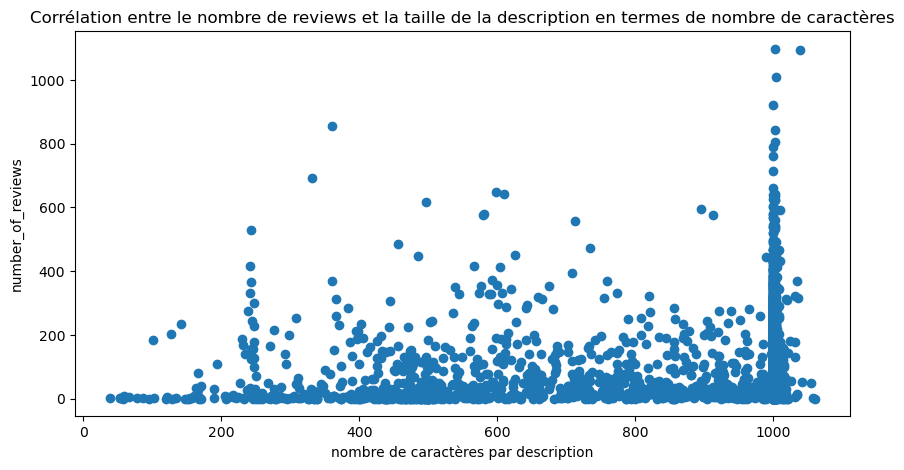 Corrélation entre le nombre de reviews et la taille de la description en termes de nombre de caractères
number_of_reviews
1000
800
600
400
200
0
0 200 400 600 800 1000
nombre de caractères par description